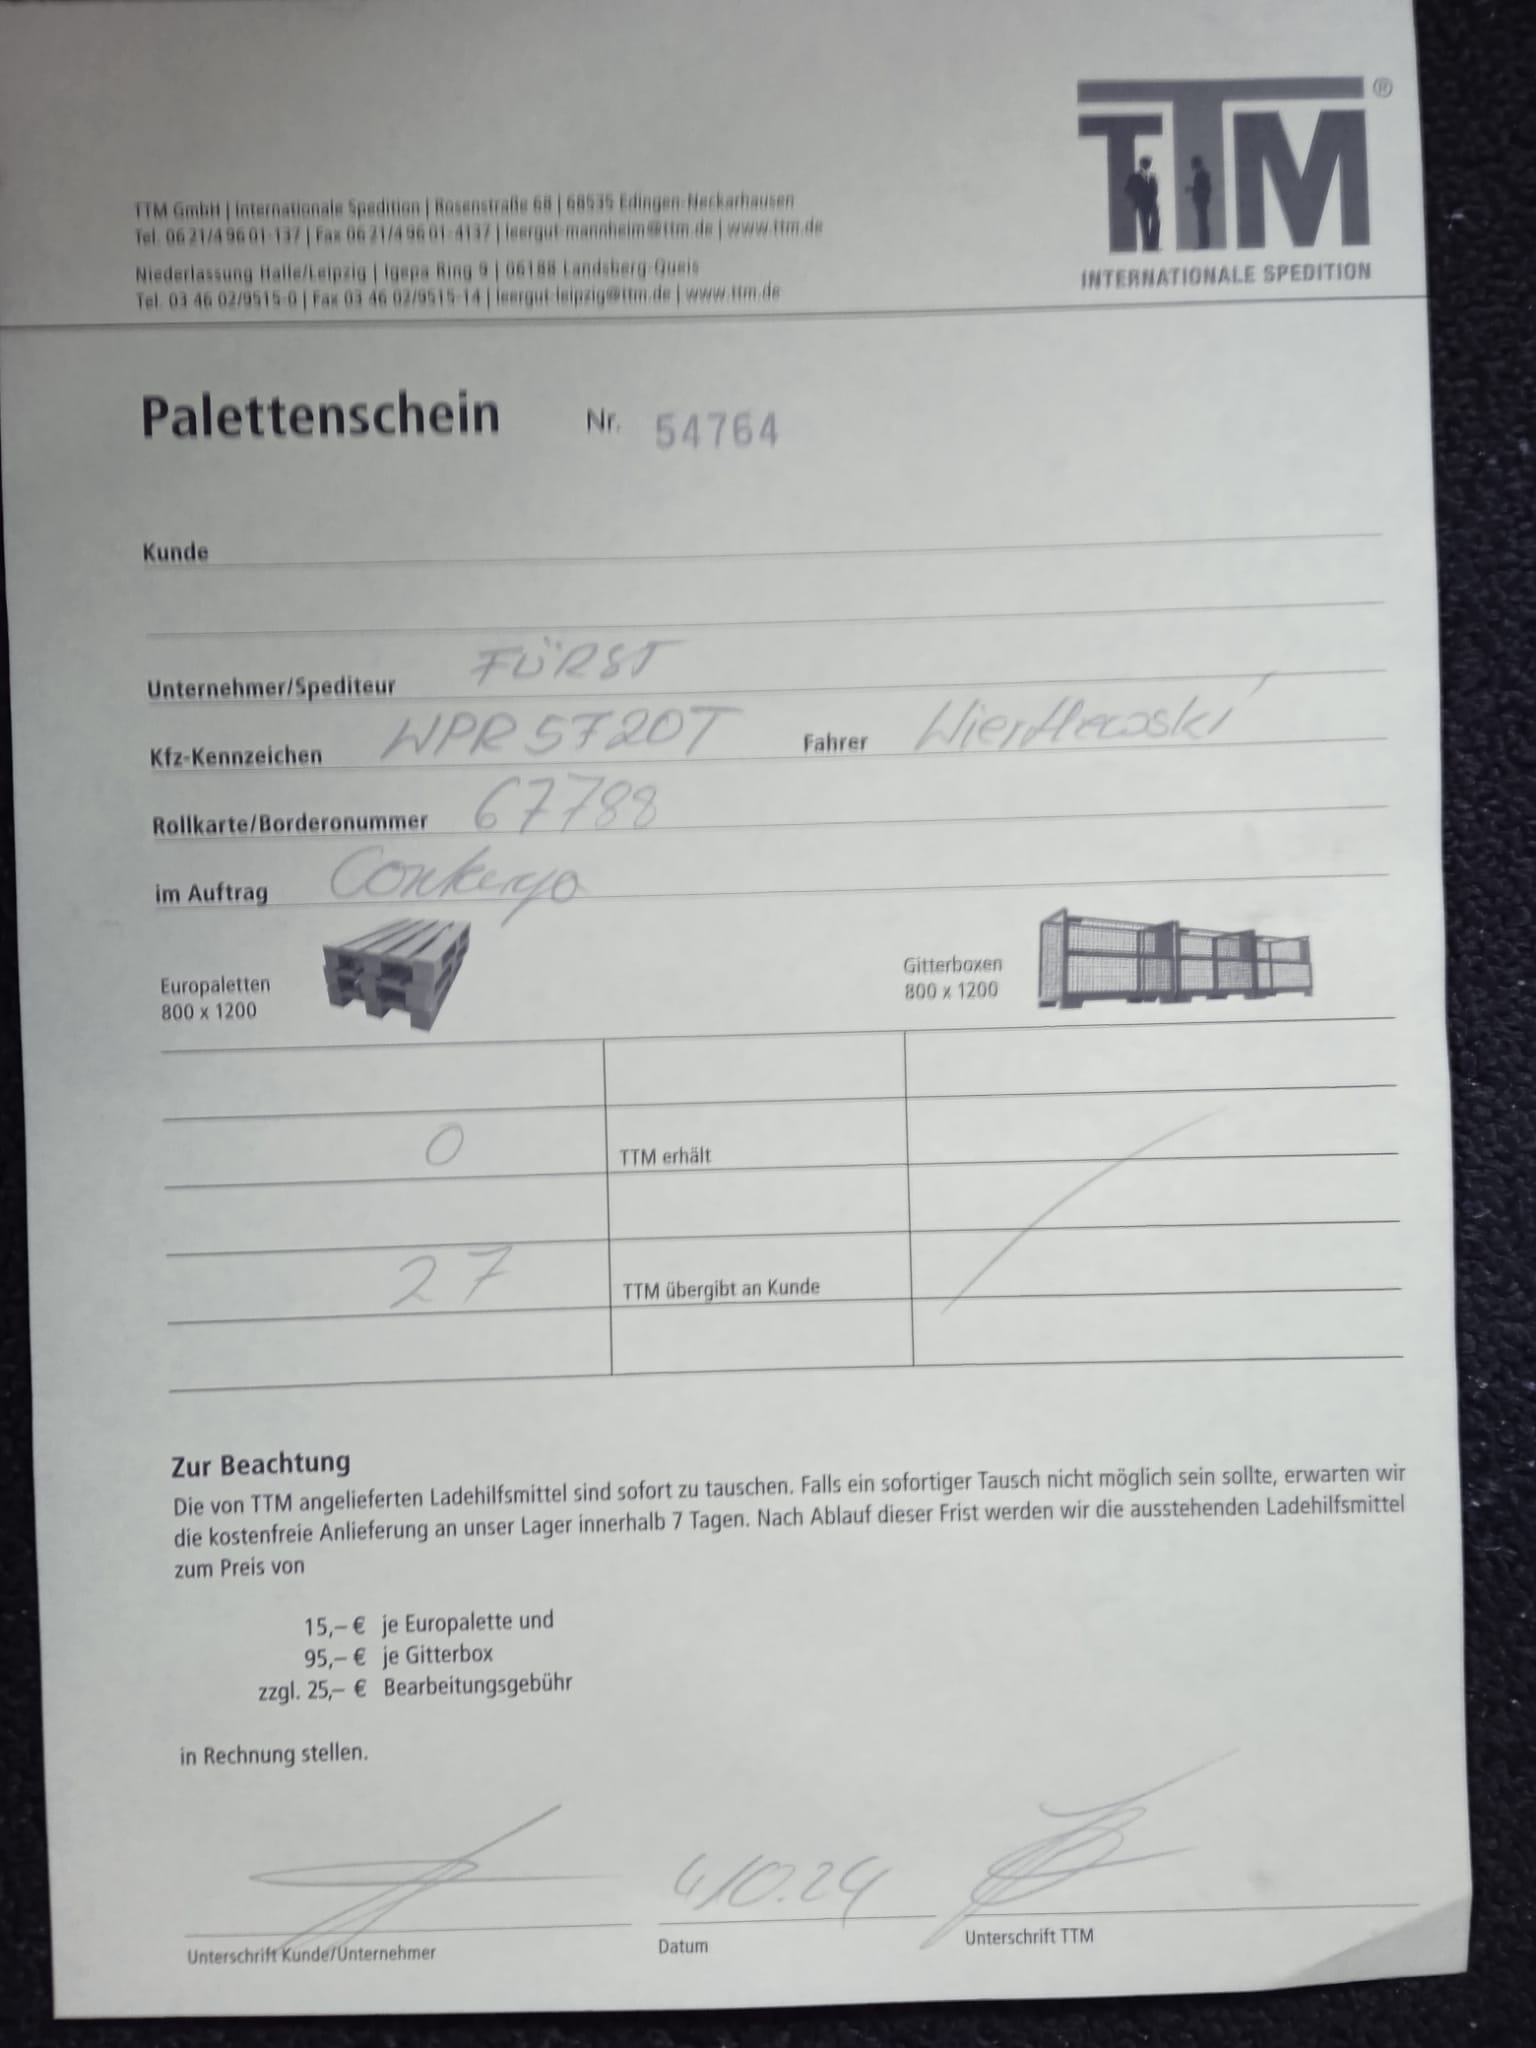 TTM®
INTERNATIONALE SPEDITION
TTM GmbH | Internationale Spedition | Rosenstraße 68 | 68535 Edingen-Neckarhausen
Tel. 06 21/4 96 01-137 | Fax 06 21/4 96 01-4137 | leergut-mannheim@ttm.de | www.ttm.de
Niederlassung Halle/Leipzig | Igepa Ring 9 | 06188 Landsberg-Queis
Tel. 03 46 02/9515-0 | Fax 03 46 02/9515-14 | leergut-leipzig@ttm.de | www.ttm.de
Palettenschein Nr. 54764
Kunde
Unternehmer/Spediteur FÜRST
Kfz-Kennzeichen WPR 5720T Fahrer
Rollkarte/Borderonummer 67788
im Auftrag
Europaletten
800 x 1200
Gitterboxen
800 x 1200
0 TTM erhält
27 TTM übergibt an Kunde
Zur Beachtung
Die von TTM angelieferten Ladehilfsmittel sind sofort zu tauschen. Falls ein sofortiger Tausch nicht möglich sein sollte, erwarten wir
die kostenfreie Anlieferung an unser Lager innerhalb 7 Tagen. Nach Ablauf dieser Frist werden wir die ausstehenden Ladehilfsmittel
zum Preis von
15,– € je Europalette und
95,– € je Gitterbox
zzgl. 25,– € Bearbeitungsgebühr
in Rechnung stellen.
4/10.24
Unterschrift Kunde/Unternehmer Datum Unterschrift TTM